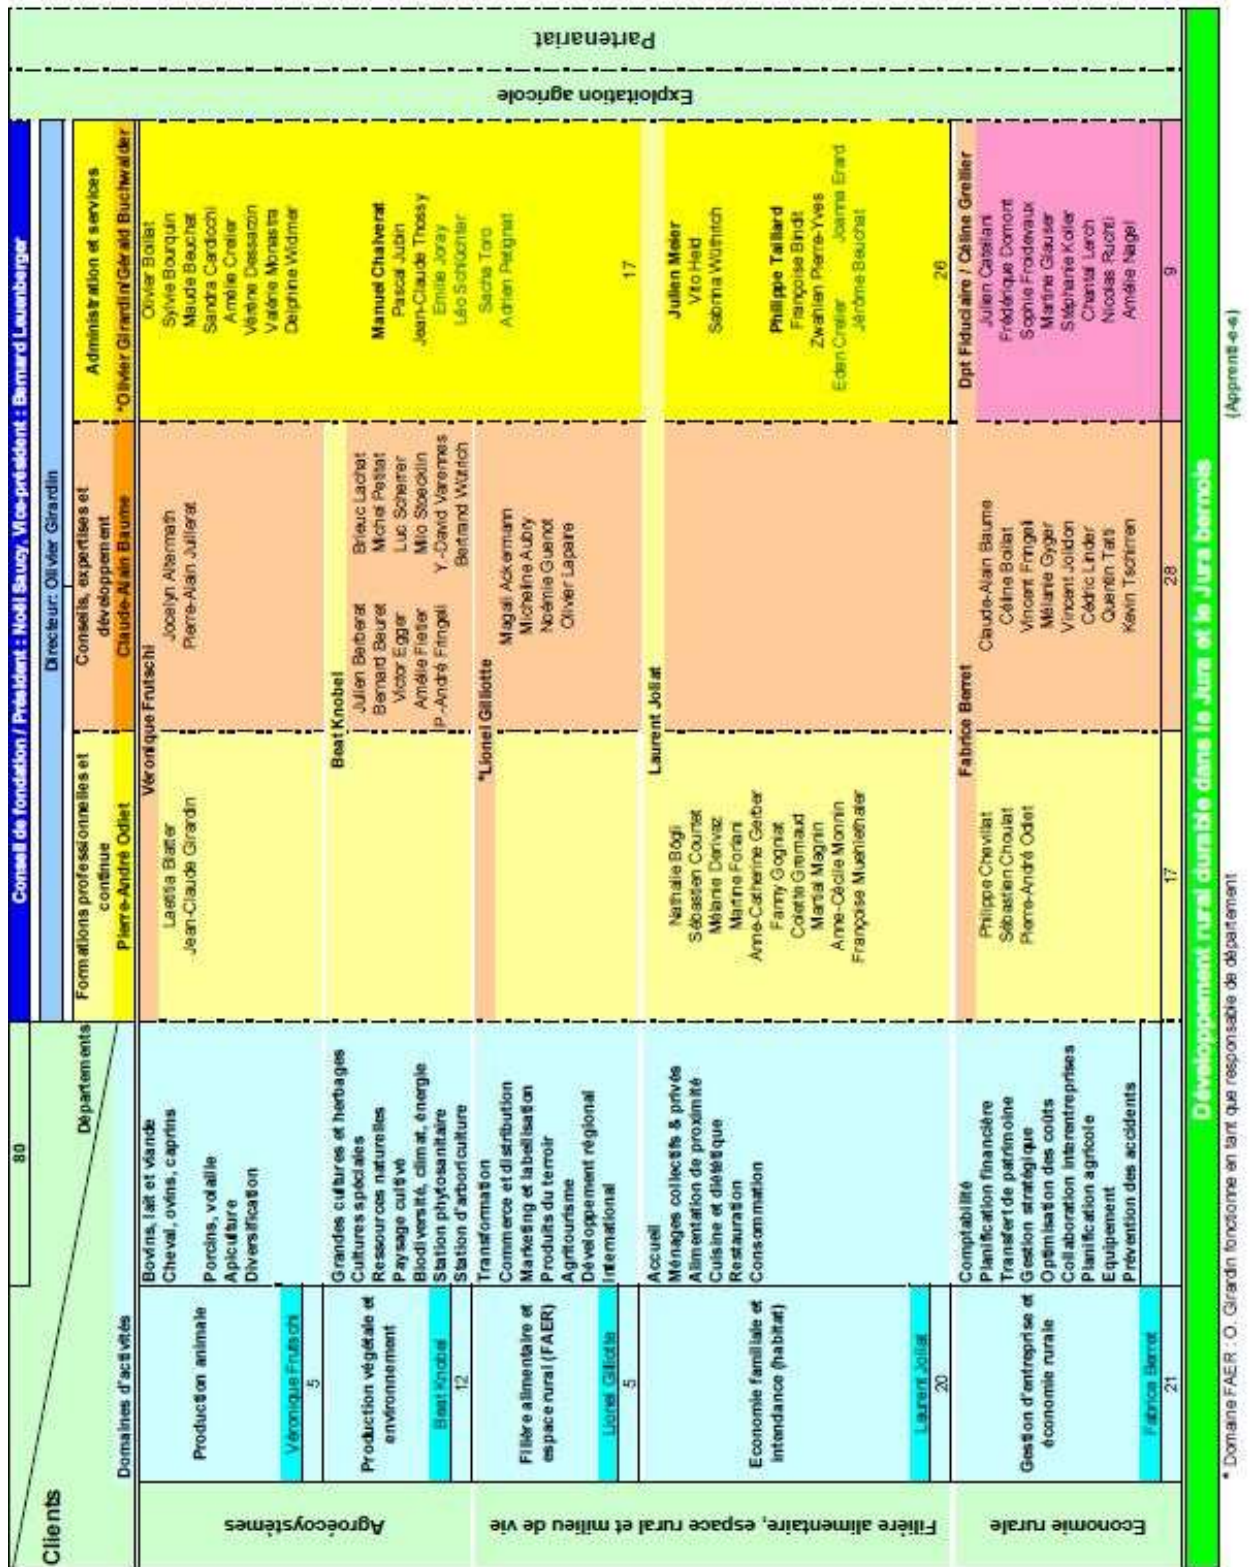 Conseil de fondation / Président : Noël Saucy, Vice-président : Bernard Leuenberger
80
Directeur: Olivier Girardin
Clients
Départements
Domaines d'activités
Formations professionnelles et
continue
Pierre-André Odiet
Conseils, expertises et
développement
Claude-Alain Baume
Administration et services
*Olivier Girardin/Gérald Buchwalder
Exploitation agricole
Partenariat
Agroécosystèmes
Production animale
Véronique Frutschi
5
Bovins, lait et viande
Cheval, ovins, caprins
Porcins, volaille
Apiculture
Diversification
Véronique Frutschi
Laetitia Blatter
Jean-Claude Girardin
Jocelyn Altermath
Pierre-Alain Juillerat
Olivier Boillat
Sylvie Bourquin
Maude Beuchat
Sandra Cardicchi
Amélie Crelier
Vérène Dessarzin
Valérie Monastra
Delphine Widmer
Production végétale et
environnement
Beat Knobel
12
Grandes cultures et herbages
Cultures spéciales
Ressources naturelles
Paysage cultivé
Biodiversité, climat, énergie
Station phytosanitaire
Station d'arboriculture
Beat Knobel
Julien Berberat
Bernard Beuret
Victor Egger
Amélie Fietier
P.-André Fringeli
Brieuc Lachat
Michel Petitat
Luc Scherrer
Milo Stoecklin
Y.-David Varennes
Bertrand Wüthrich
Manuel Chalverat
Pascal Jubin
Jean-Claude Thossy
Emilie Joray
Léo Schlüchter
Sacha Toro
Adrien Petignat
17
Filière alimentaire, espace rural et milieu de vie
Filière alimentaire et
espace rural (FAER)
Lionel Gilliotte
5
Transformation
Commerce et distribution
Marketing et labellisation
Produits du terroir
Agritourisme
Développement régional
International
*Lionel Gilliotte
Magali Ackermann
Micheline Aubry
Noémie Guenot
Olivier Lapaire
Economie familiale et
intendance (habitat)
Laurent Joliat
20
Accueil
Ménages collectifs & privés
Alimentation de proximité
Cuisine et diététique
Restauration
Consommation
Laurent Joliat
Nathalie Bögli
Sébastien Courtet
Mélanie Derivaz
Martine Forlani
Anne-Catherine Gerber
Fanny Gogniat
Colette Gremaud
Martial Magnin
Anne-Cécile Monnin
Françoise Muehlethaler
Julien Meier
Vito Heid
Sabrina Wüthrich
Philippe Taillard
Françoise Bindit
Zwahlen Pierre-Yves
Eden Crelier Joanna Erard
Jérôme Beuchat
26
Economie rurale
Gestion d'entreprise et
économie rurale
Fabrice Berret
21
Comptabilité
Planification financière
Transfert de patrimoine
Gestion stratégique
Optimisation des coûts
Collaboration interentreprises
Planification agricole
Equipement
Prévention des accidents
Fabrice Berret
Philippe Chevillat
Sébastien Choulat
Pierre-André Odiet
17
Claude-Alain Baume
Céline Boillat
Vincent Fringeli
Mélanie Gyger
Vincent Jolidon
Cédric Linder
Quentin Tatti
Kevin Tschirren
28
Dpt Fiduciaire / Céline Grellier
Julien Catellani
Frédérique Domont
Sophie Froidevaux
Martine Glauser
Stéphanie Koller
Chantal Lerch
Nicolas Ruchti
Amélie Nagel
9
Développement rural durable dans le Jura et le Jura bernois
* Domaine FAER : O. Girardin fonctionne en tant que responsable de département
(Apprenti-e-s)